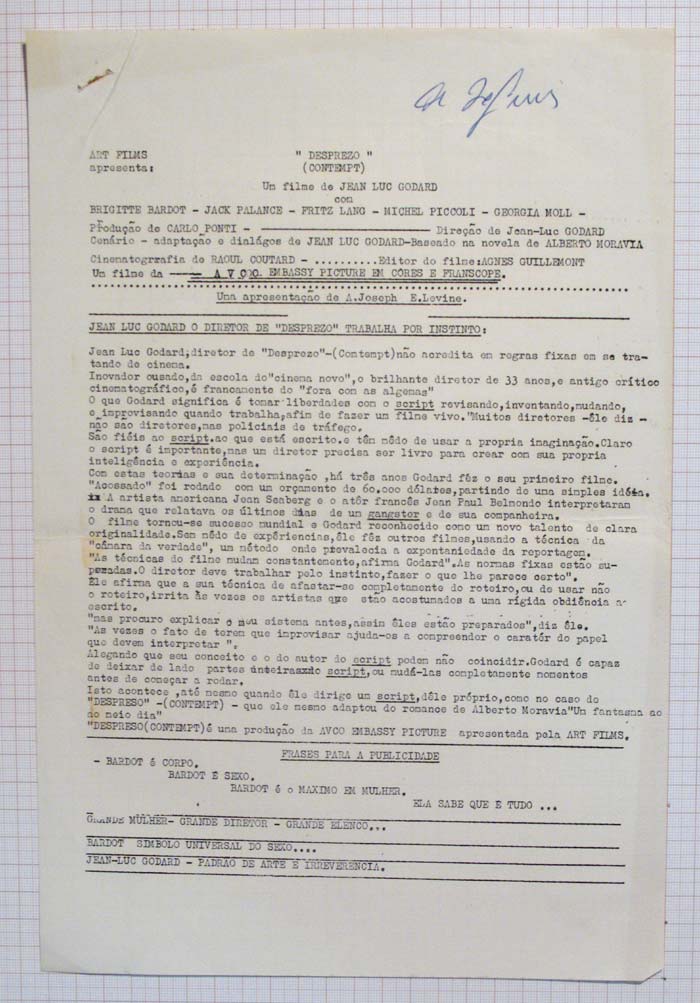 ART FILMS " DESPREZO "
apresenta: (CONTEMPT)
Um filme de JEAN LUC GODARD
com
BRIGITTE BARDOT - JACK PALANCE - FRITZ LANG - MICHEL PICCOLI - GEORGIA MOLL -
Produção de CARLO PONTI - Direção de Jean-Luc GODARD
Cenário - adaptação e dialágos de JEAN LUC GODARD-Baseado na novela de ALBERTO MORAVIA
Cinematogrrafia de RAOUL COUTARD - ..........Editor do filme:AGNES GUILLEMONT
Um filme da ---- A V C O. EMBASSY PICTURE EM CÔRES E FRANSCOPE.
Uma apresentação de A.Joseph E.Levine.
JEAN LUC GODARD O DIRETOR DE "DESPREZO" TRABALHA POR INSTINTO:
Jean Luc Godard;diretor de "Desprezo"-(Contempt)não acredita em regras fixas em se tra-
tando de cinema.
Inovador ousado,da escola do"cinema novo",o brilhante diretor de 33 anos,e antigo crítico
cinematográfico,é francamente do "fora com as algemas"
O que Godard significa é tomar liberdades com o script revisando,inventando,mudando,
e improvisando quando trabalha,afim de fazer um filme vivo."Muitos diretores -êle diz -
não são diretores,mas policiais de tráfego.
São fiéis ao script.ao que está escrito.e têm mêdo de usar a propria imaginação.Claro
o script é importante,mas um diretor precisa ser livre para crear com sua propria
inteligência e experiência.
Com estas teorias e sua determinação ,há três anos Godard fêz o seu primeiro filme.
"Acossado" foi rodado com um orçamento de 60.000 dólares,partindo de uma simples idéia.
A artista americana Jean Seaberg e o atôr francês Jean Paul Belmondo interpretaram
o drama que relatava os últimos dias de um gangster e de sua companheira.
O filme tornou-se sucesso mundial e Godard reconhecido como um novo talento de clara
originalidade.Sem mêdo de expêriencias,êle fêz outros filmes,usando a técnica da
"câmara da verdade", um método onde prevalecia a expontaniedade da reportagem.
"As técnicas do filme mudam constantemente,afirma Godard".As normas fixas estão su-
peradas.O diretor deve trabalhar pelo instinto,fazer o que lhe parece certo".
Êle afirma que a sua técnica de afastar-se completamente do roteiro,ou de usar não
o roteiro,irrita às vezes os artistas que stão acostumados a uma rígida obdiência a
escrito.
"mas procuro explicar o meu sistema antes,assim êles estão preparados",diz êle.
"As vezes o fato de terem que improvisar ajuda-os a compreender o caratér do papel
que devem interpretar ".
Alegando que seu conceito e o do autor do script podem não coincidir.Godard é capaz
de deixar de lado partes inteiras do script,ou mudá-las completamente momentos
antes de começar a rodar.
Isto acontece ,até mesmo quando êle dirige um script,dêle próprio,como no caso do
"DESPRESO" -(CONTEMPT) - que ele mesmo adaptou do romance de Alberto Moravia"Um fantasma ao
do meio dia"
"DESPRESO(CONTEMPT)é uma produção da AVCO EMBASSY PICTURE apresentada pela ART FILMS.
FRASES PARA A PUBLICIDADE
- BARDOT é CORPO.
BARDOT É SEXO.
BARDOT é o MAXIMO EM MULHER.
ELA SABE QUE É TUDO ...
GRANDE MULHER- GRANDE DIRETOR - GRANDE ELENCO...
BARDOT SIMBOLO UNIVERSAL DO SEXO....
JEAN-LUC GODARD - PADRÃO DE ARTE E IRREVERENCIA.